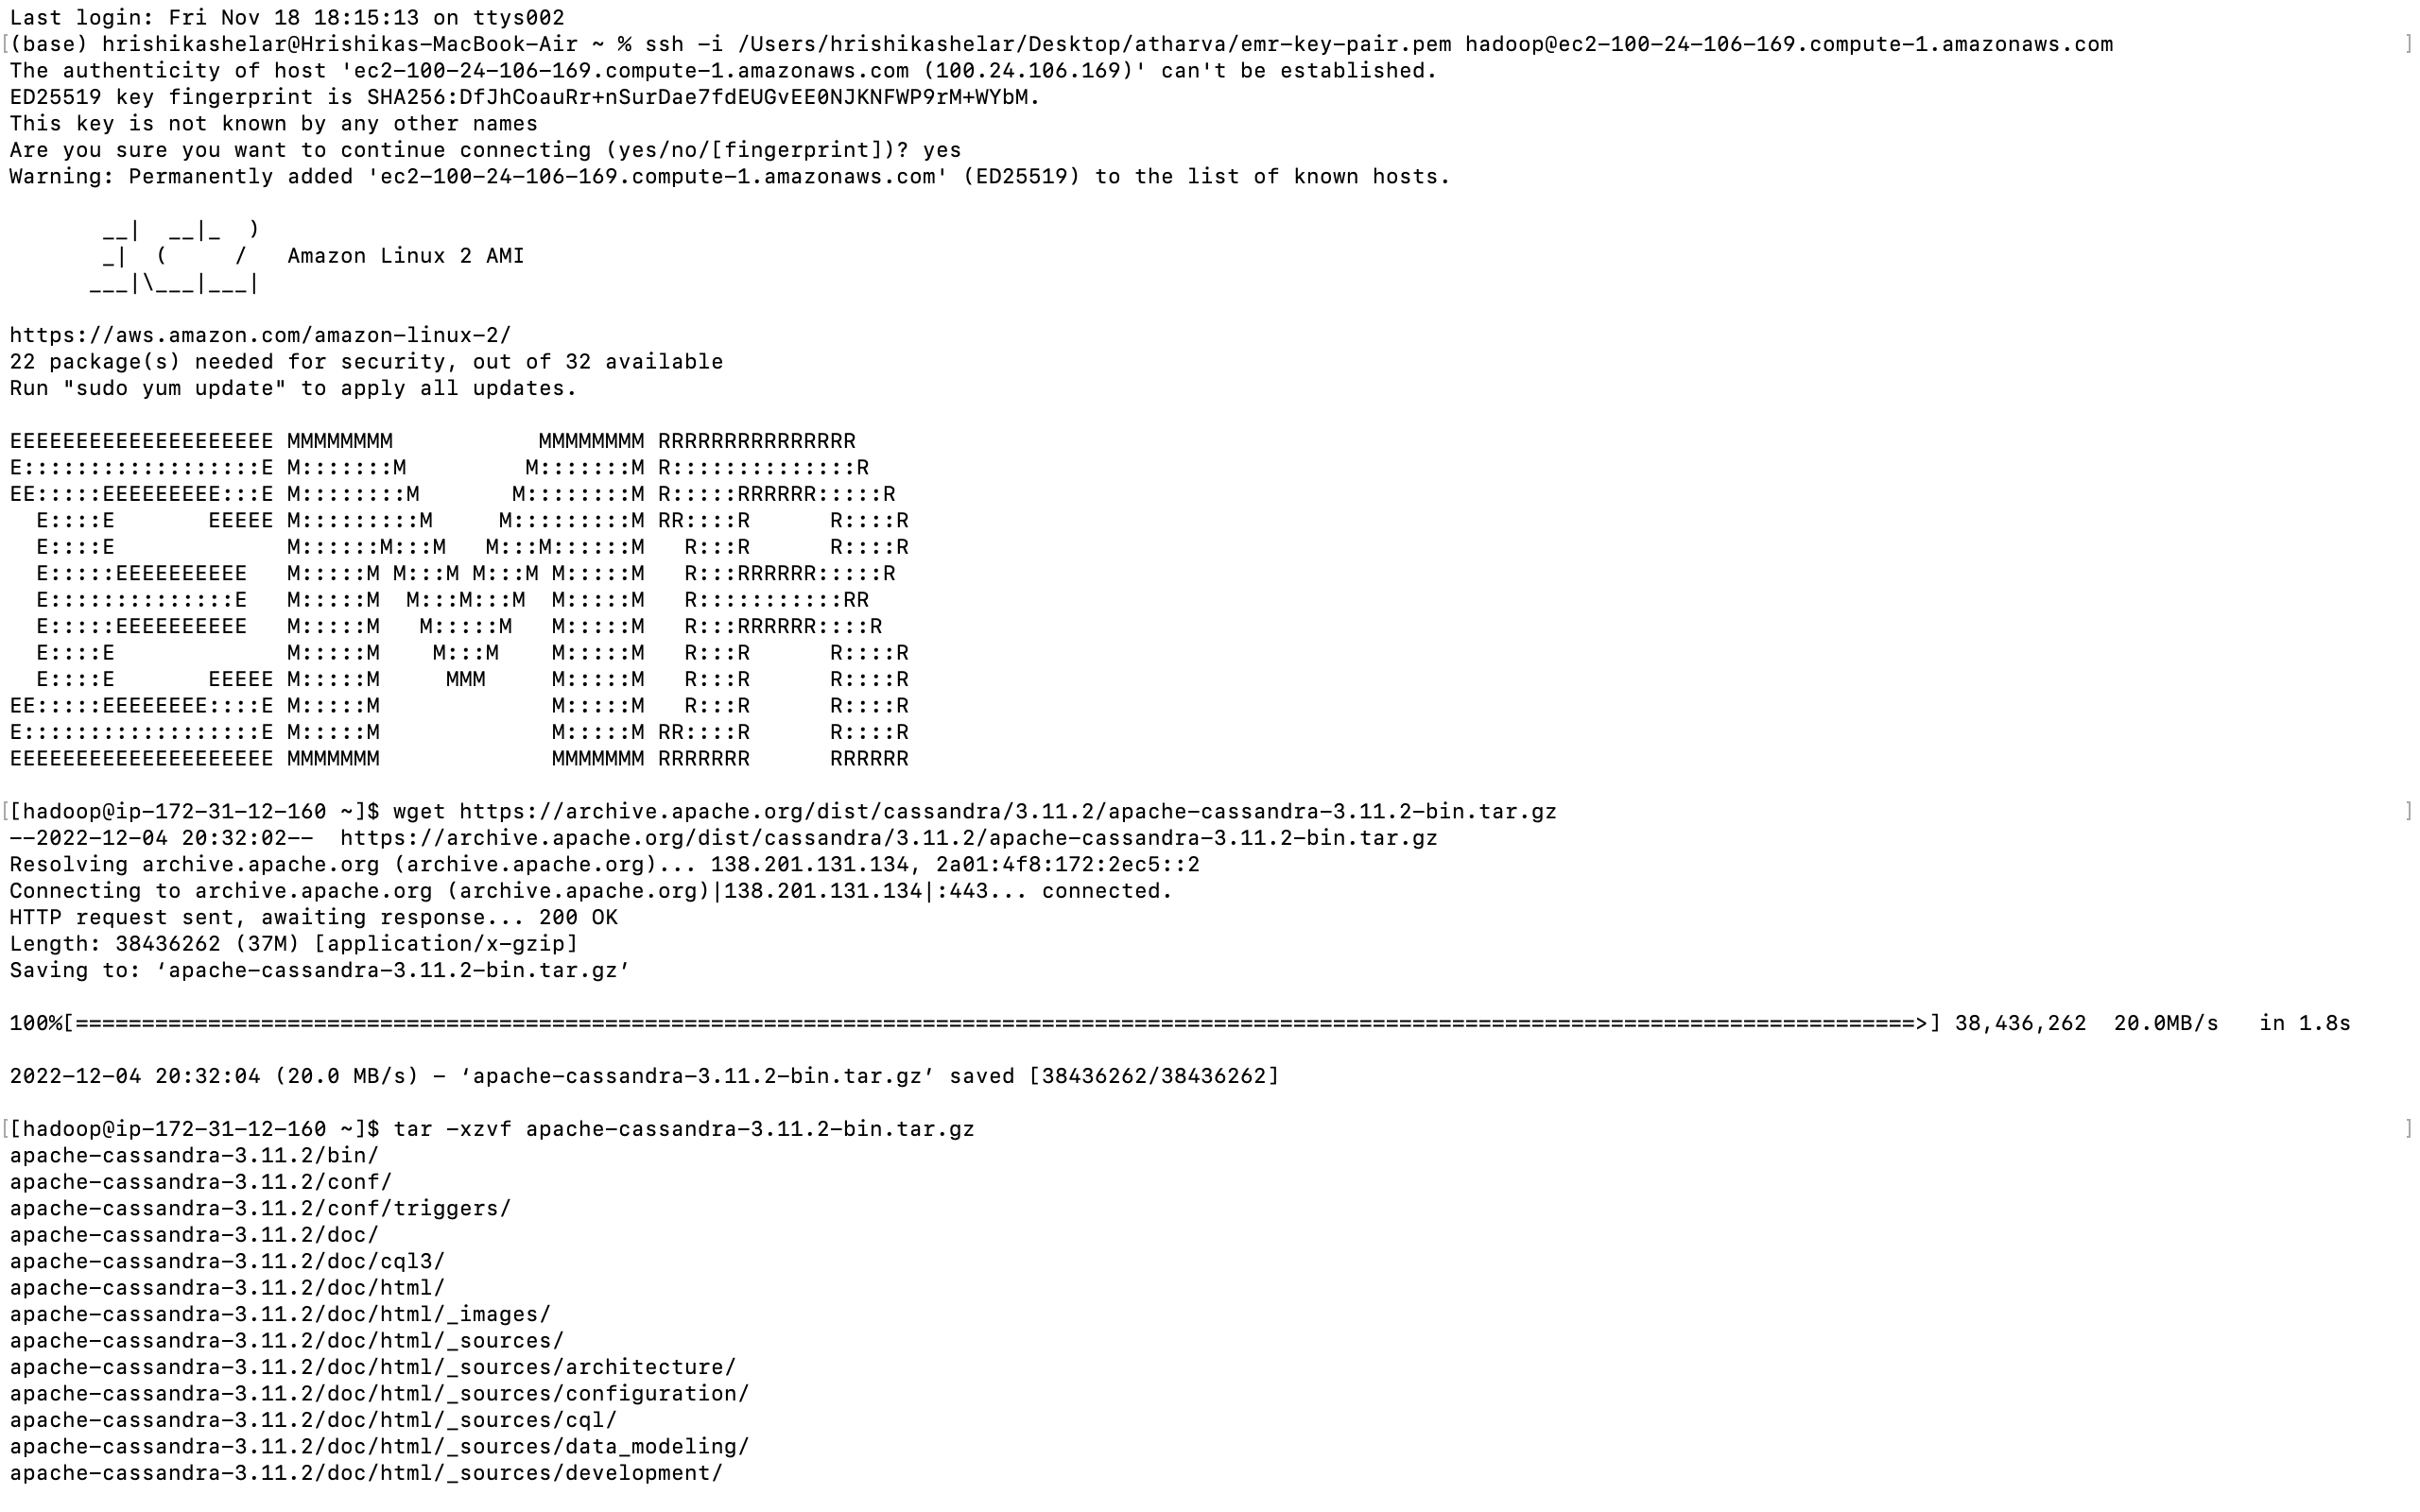 Last login: Fri Nov 18 18:15:13 on ttys002
[(base) hrishikashelar@Hrishikas-MacBook-Air ~ % ssh -i /Users/hrishikashelar/Desktop/atharva/emr-key-pair.pem hadoop@ec2-100-24-106-169.compute-1.amazonaws.com ]
The authenticity of host 'ec2-100-24-106-169.compute-1.amazonaws.com (100.24.106.169)' can't be established.
ED25519 key fingerprint is SHA256:DfJhCoauRr+nSurDae7fdEUGvEE0NJKNFWP9rM+WYbM.
This key is not known by any other names
Are you sure you want to continue connecting (yes/no/[fingerprint])? yes
Warning: Permanently added 'ec2-100-24-106-169.compute-1.amazonaws.com' (ED25519) to the list of known hosts.

       __|  __|_  )
       _|  (     /   Amazon Linux 2 AMI
      ___|\___|___|

https://aws.amazon.com/amazon-linux-2/
22 package(s) needed for security, out of 32 available
Run "sudo yum update" to apply all updates.

EEEEEEEEEEEEEEEEEEEE MMMMMMMM           MMMMMMMM RRRRRRRRRRRRRRR
E::::::::::::::::::E M:::::::M         M:::::::M R::::::::::::::R
EE:::::EEEEEEEEE:::E M::::::::M       M::::::::M R:::::RRRRRR:::::R
  E::::E       EEEEE M:::::::::M     M:::::::::M RR::::R      R::::R
  E::::E             M::::::M:::M   M:::M::::::M   R:::R      R::::R
  E:::::EEEEEEEEEE   M:::::M M:::M M:::M M:::::M   R:::RRRRRR:::::R
  E::::::::::::::E   M:::::M  M:::M:::M  M:::::M   R:::::::::::RR
  E:::::EEEEEEEEEE   M:::::M   M:::::M   M:::::M   R:::RRRRRR::::R
  E::::E             M:::::M    M:::M    M:::::M   R:::R      R::::R
  E::::E       EEEEE M:::::M     MMM     M:::::M   R:::R      R::::R
EE:::::EEEEEEEE::::E M:::::M             M:::::M   R:::R      R::::R
E::::::::::::::::::E M:::::M             M:::::M RR::::R      R::::R
EEEEEEEEEEEEEEEEEEEE MMMMMMM             MMMMMMM RRRRRRR      RRRRRR

[[hadoop@ip-172-31-12-160 ~]$ wget https://archive.apache.org/dist/cassandra/3.11.2/apache-cassandra-3.11.2-bin.tar.gz ]
--2022-12-04 20:32:02--  https://archive.apache.org/dist/cassandra/3.11.2/apache-cassandra-3.11.2-bin.tar.gz
Resolving archive.apache.org (archive.apache.org)... 138.201.131.134, 2a01:4f8:172:2ec5::2
Connecting to archive.apache.org (archive.apache.org)|138.201.131.134|:443... connected.
HTTP request sent, awaiting response... 200 OK
Length: 38436262 (37M) [application/x-gzip]
Saving to: ‘apache-cassandra-3.11.2-bin.tar.gz’

100%[===========================================================================================================================================>] 38,436,262  20.0MB/s   in 1.8s

2022-12-04 20:32:04 (20.0 MB/s) - ‘apache-cassandra-3.11.2-bin.tar.gz’ saved [38436262/38436262]

[[hadoop@ip-172-31-12-160 ~]$ tar -xzvf apache-cassandra-3.11.2-bin.tar.gz ]
apache-cassandra-3.11.2/bin/
apache-cassandra-3.11.2/conf/
apache-cassandra-3.11.2/conf/triggers/
apache-cassandra-3.11.2/doc/
apache-cassandra-3.11.2/doc/cql3/
apache-cassandra-3.11.2/doc/html/
apache-cassandra-3.11.2/doc/html/_images/
apache-cassandra-3.11.2/doc/html/_sources/
apache-cassandra-3.11.2/doc/html/_sources/architecture/
apache-cassandra-3.11.2/doc/html/_sources/configuration/
apache-cassandra-3.11.2/doc/html/_sources/cql/
apache-cassandra-3.11.2/doc/html/_sources/data_modeling/
apache-cassandra-3.11.2/doc/html/_sources/development/